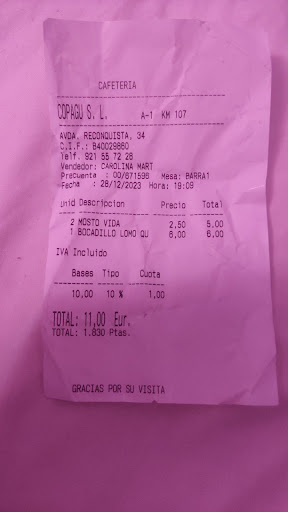 CAFETERIA
COPAGU S. L. A-1 KM 107
AVDA. RECONQUISTA, 34
C.I.F.: B40029860
Telf. 921 55 72 28
Vendedor: CAROLINA MART
Precuenta : 00/671598 Mesa: BARRA1
Fecha : 28/12/2023 Hora: 19:09
Unid Descripcion Precio Total
2 MOSTO VIDA 2,50 5,00
1 BOCADILLO LOMO QU 6,00 6,00
IVA Incluido
Bases Tipo Cuota
10,00 10 % 1,00
TOTAL: 11,00 Eur.
TOTAL: 1.830 Ptas.
GRACIAS POR SU VISITA